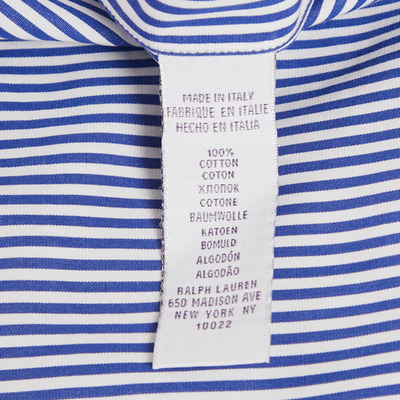 MADE IN ITALY
FABRIQUE EN ITALIE
HECHO EN ITALIA
100%
COTTON
COTON
ХЛОПОК
COTONE
BAUMWOLLE
KATOEN
BOMULD
ALGODÓN
ALGODÃO
RALPH LAUREN
650 MADISON AVE
NEW YORK NY
10022